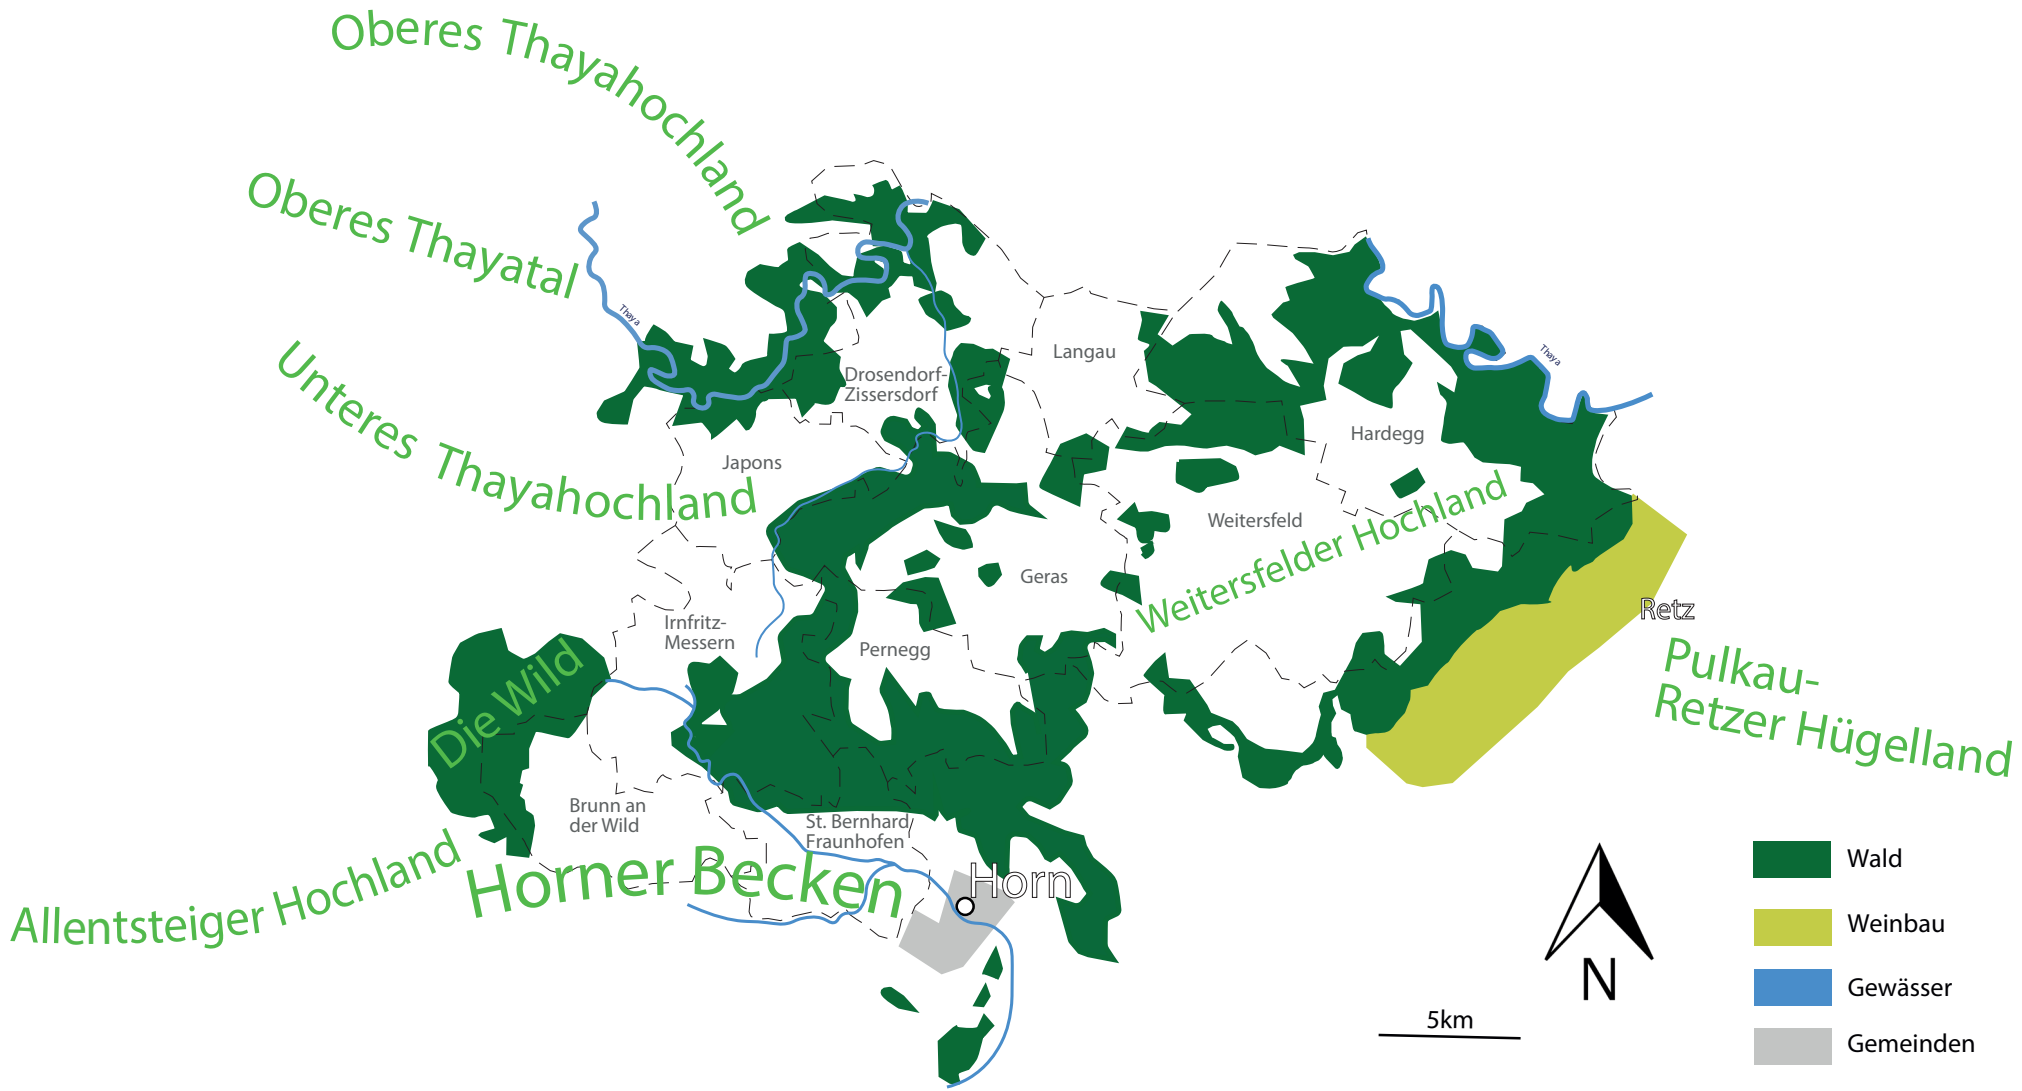 Oberes Thayahochland
Oberes Thayatal
Thaya
Unteres Thayahochland
Langau
Thaya
Drosendorf-
Zissersdorf
Hardegg
Japons
Weitersfeld
Weitersfelder Hochland
Geras
Retz
Irnfritz-
Messern
Pernegg
Pulkau-
Retzer Hügelland
Die Wild
Brunn an
der Wild
St. Bernhard
Fraunhofen
Horner Becken
Horn
Allentsteiger Hochland
N
5km
Wald
Weinbau
Gewässer
Gemeinden